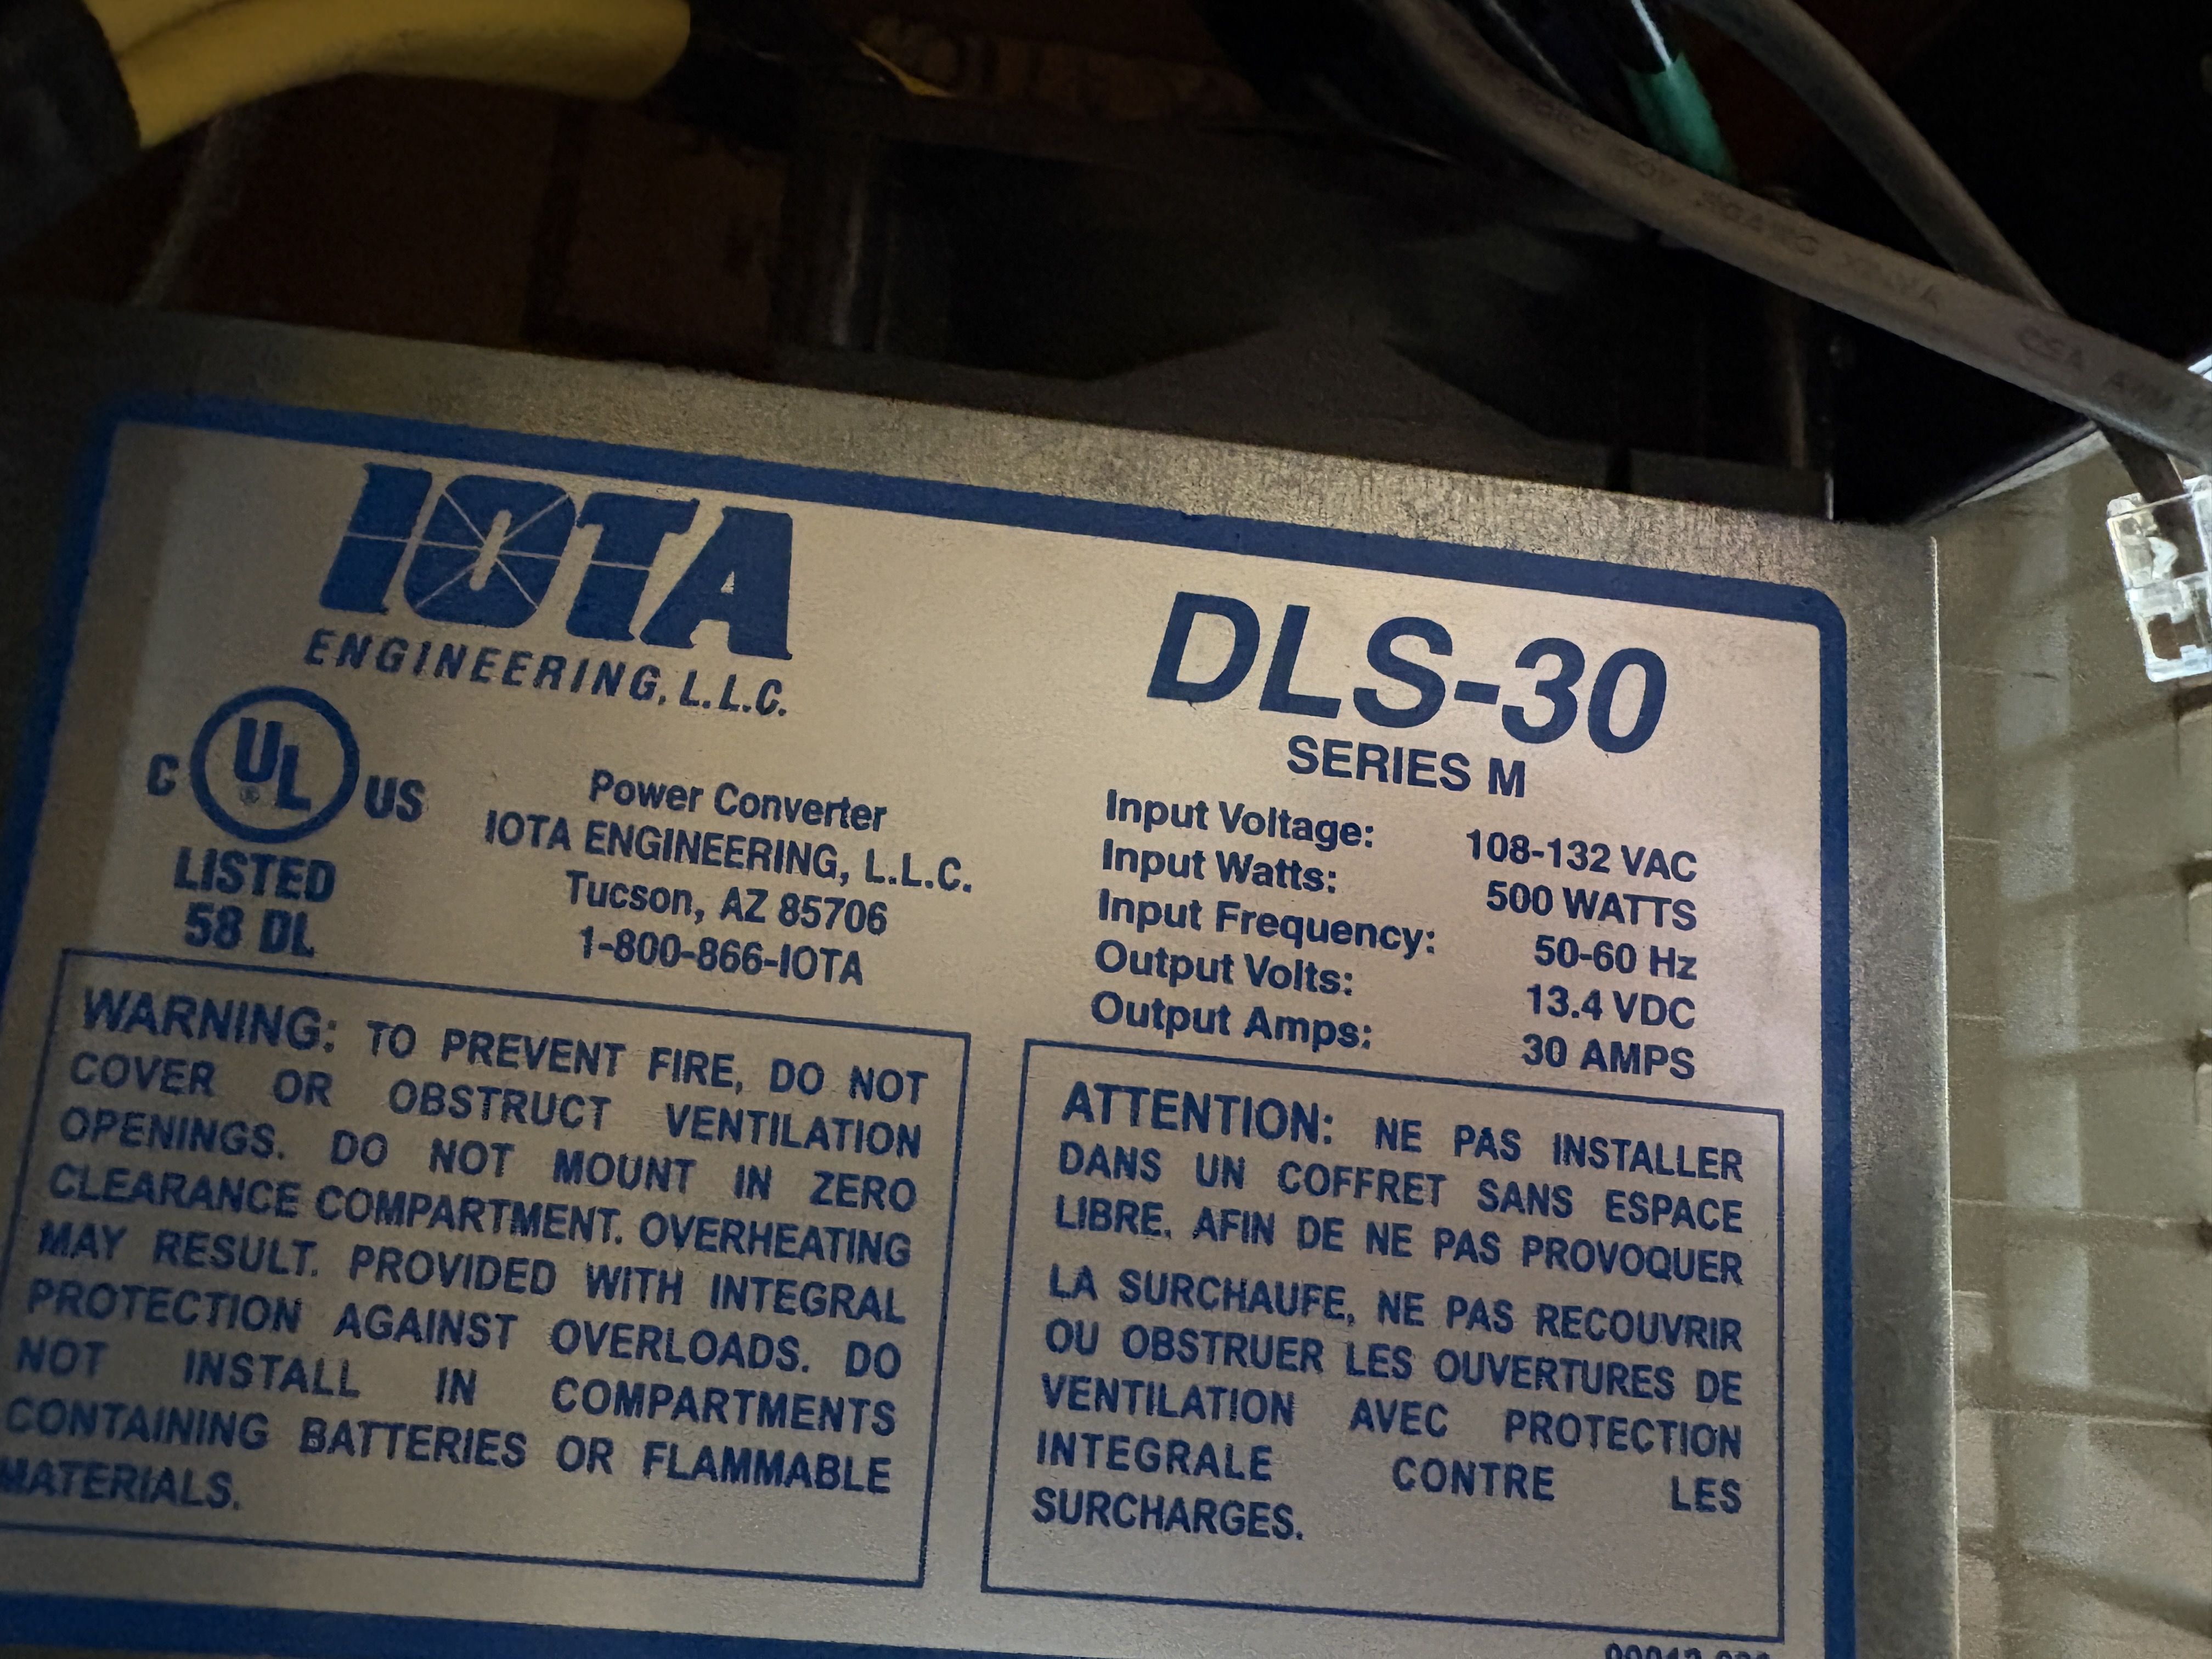 IOTA
ENGINEERING, L.L.C.
C UL ® US
LISTED
58 DL
Power Converter
IOTA ENGINEERING, L.L.C.
Tucson, AZ 85706
1-800-866-IOTA
DLS-30
SERIES M
Input Voltage: 108-132 VAC
Input Watts: 500 WATTS
Input Frequency: 50-60 Hz
Output Volts: 13.4 VDC
Output Amps: 30 AMPS
WARNING: TO PREVENT FIRE, DO NOT
COVER OR OBSTRUCT VENTILATION
OPENINGS. DO NOT MOUNT IN ZERO
CLEARANCE COMPARTMENT. OVERHEATING
MAY RESULT. PROVIDED WITH INTEGRAL
PROTECTION AGAINST OVERLOADS. DO
NOT INSTALL IN COMPARTMENTS
CONTAINING BATTERIES OR FLAMMABLE
MATERIALS.
ATTENTION: NE PAS INSTALLER
DANS UN COFFRET SANS ESPACE
LIBRE. AFIN DE NE PAS PROVOQUER
LA SURCHAUFE, NE PAS RECOUVRIR
OU OBSTRUER LES OUVERTURES DE
VENTILATION AVEC PROTECTION
INTEGRALE CONTRE LES
SURCHARGES.
CSA